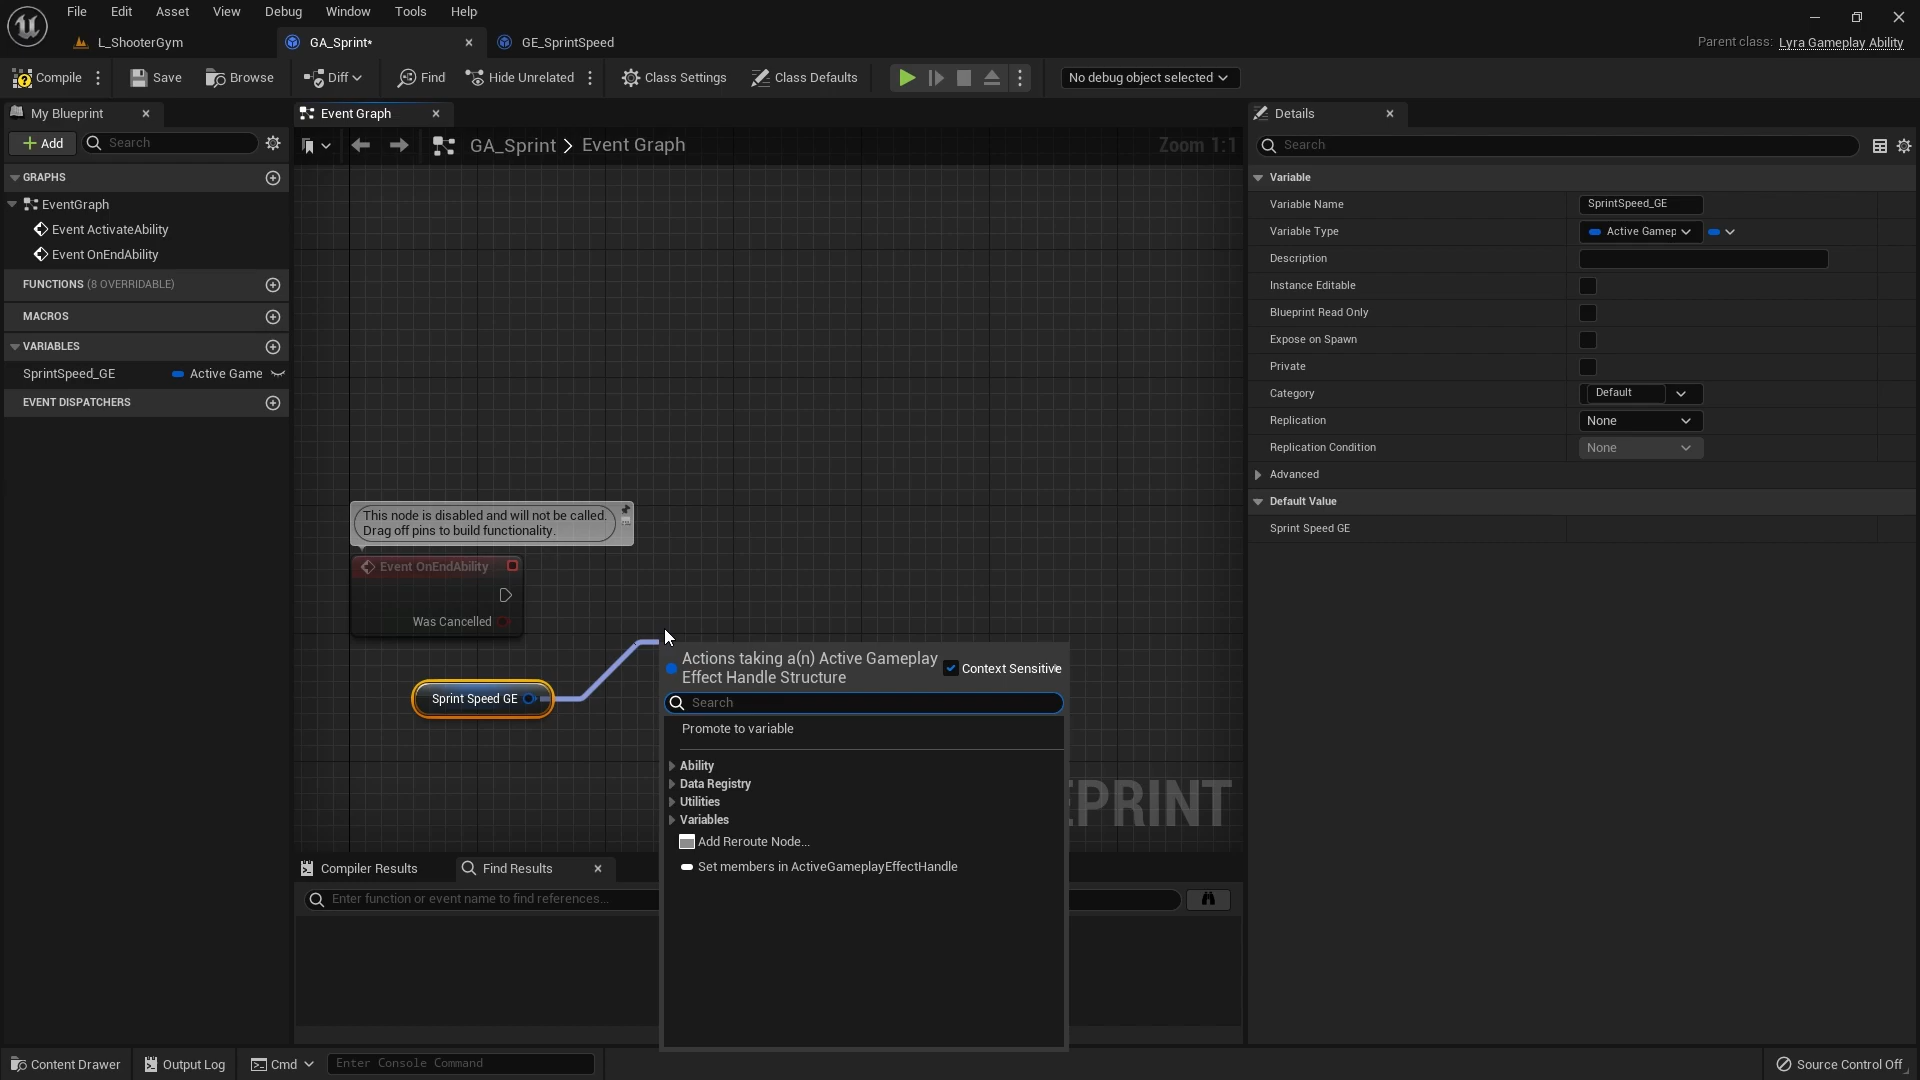 File Edit Asset View Debug Window Tools Help
L_ShooterGym GA_Sprint* GE_SprintSpeed
Parent class: Lyra Gameplay Ability
Compile Save Browse Diff Find Hide Unrelated Class Settings Class Defaults No debug object selected
My Blueprint
Add Search
GRAPHS
EventGraph
Event ActivateAbility
Event OnEndAbility
FUNCTIONS (8 OVERRIDABLE)
MACROS
VARIABLES
SprintSpeed_GE Active Game
EVENT DISPATCHERS
Event Graph
GA_Sprint > Event Graph Zoom 1:1
This node is disabled and will not be called.
Drag off pins to build functionality.
Event OnEndAbility
Was Cancelled
Sprint Speed GE
Actions taking a(n) Active Gameplay
Effect Handle Structure
Context Sensitive
Search
Promote to variable
Ability
Data Registry
Utilities
Variables
Add Reroute Node...
Set members in ActiveGameplayEffectHandle
EPRINT
Compiler Results Find Results
Enter function or event name to find references...
Details
Search
Variable
Variable Name SprintSpeed_GE
Variable Type Active Gamep
Description
Instance Editable
Blueprint Read Only
Expose on Spawn
Private
Category Default
Replication None
Replication Condition None
Advanced
Default Value
Sprint Speed GE
Content Drawer Output Log Cmd Enter Console Command Source Control Off